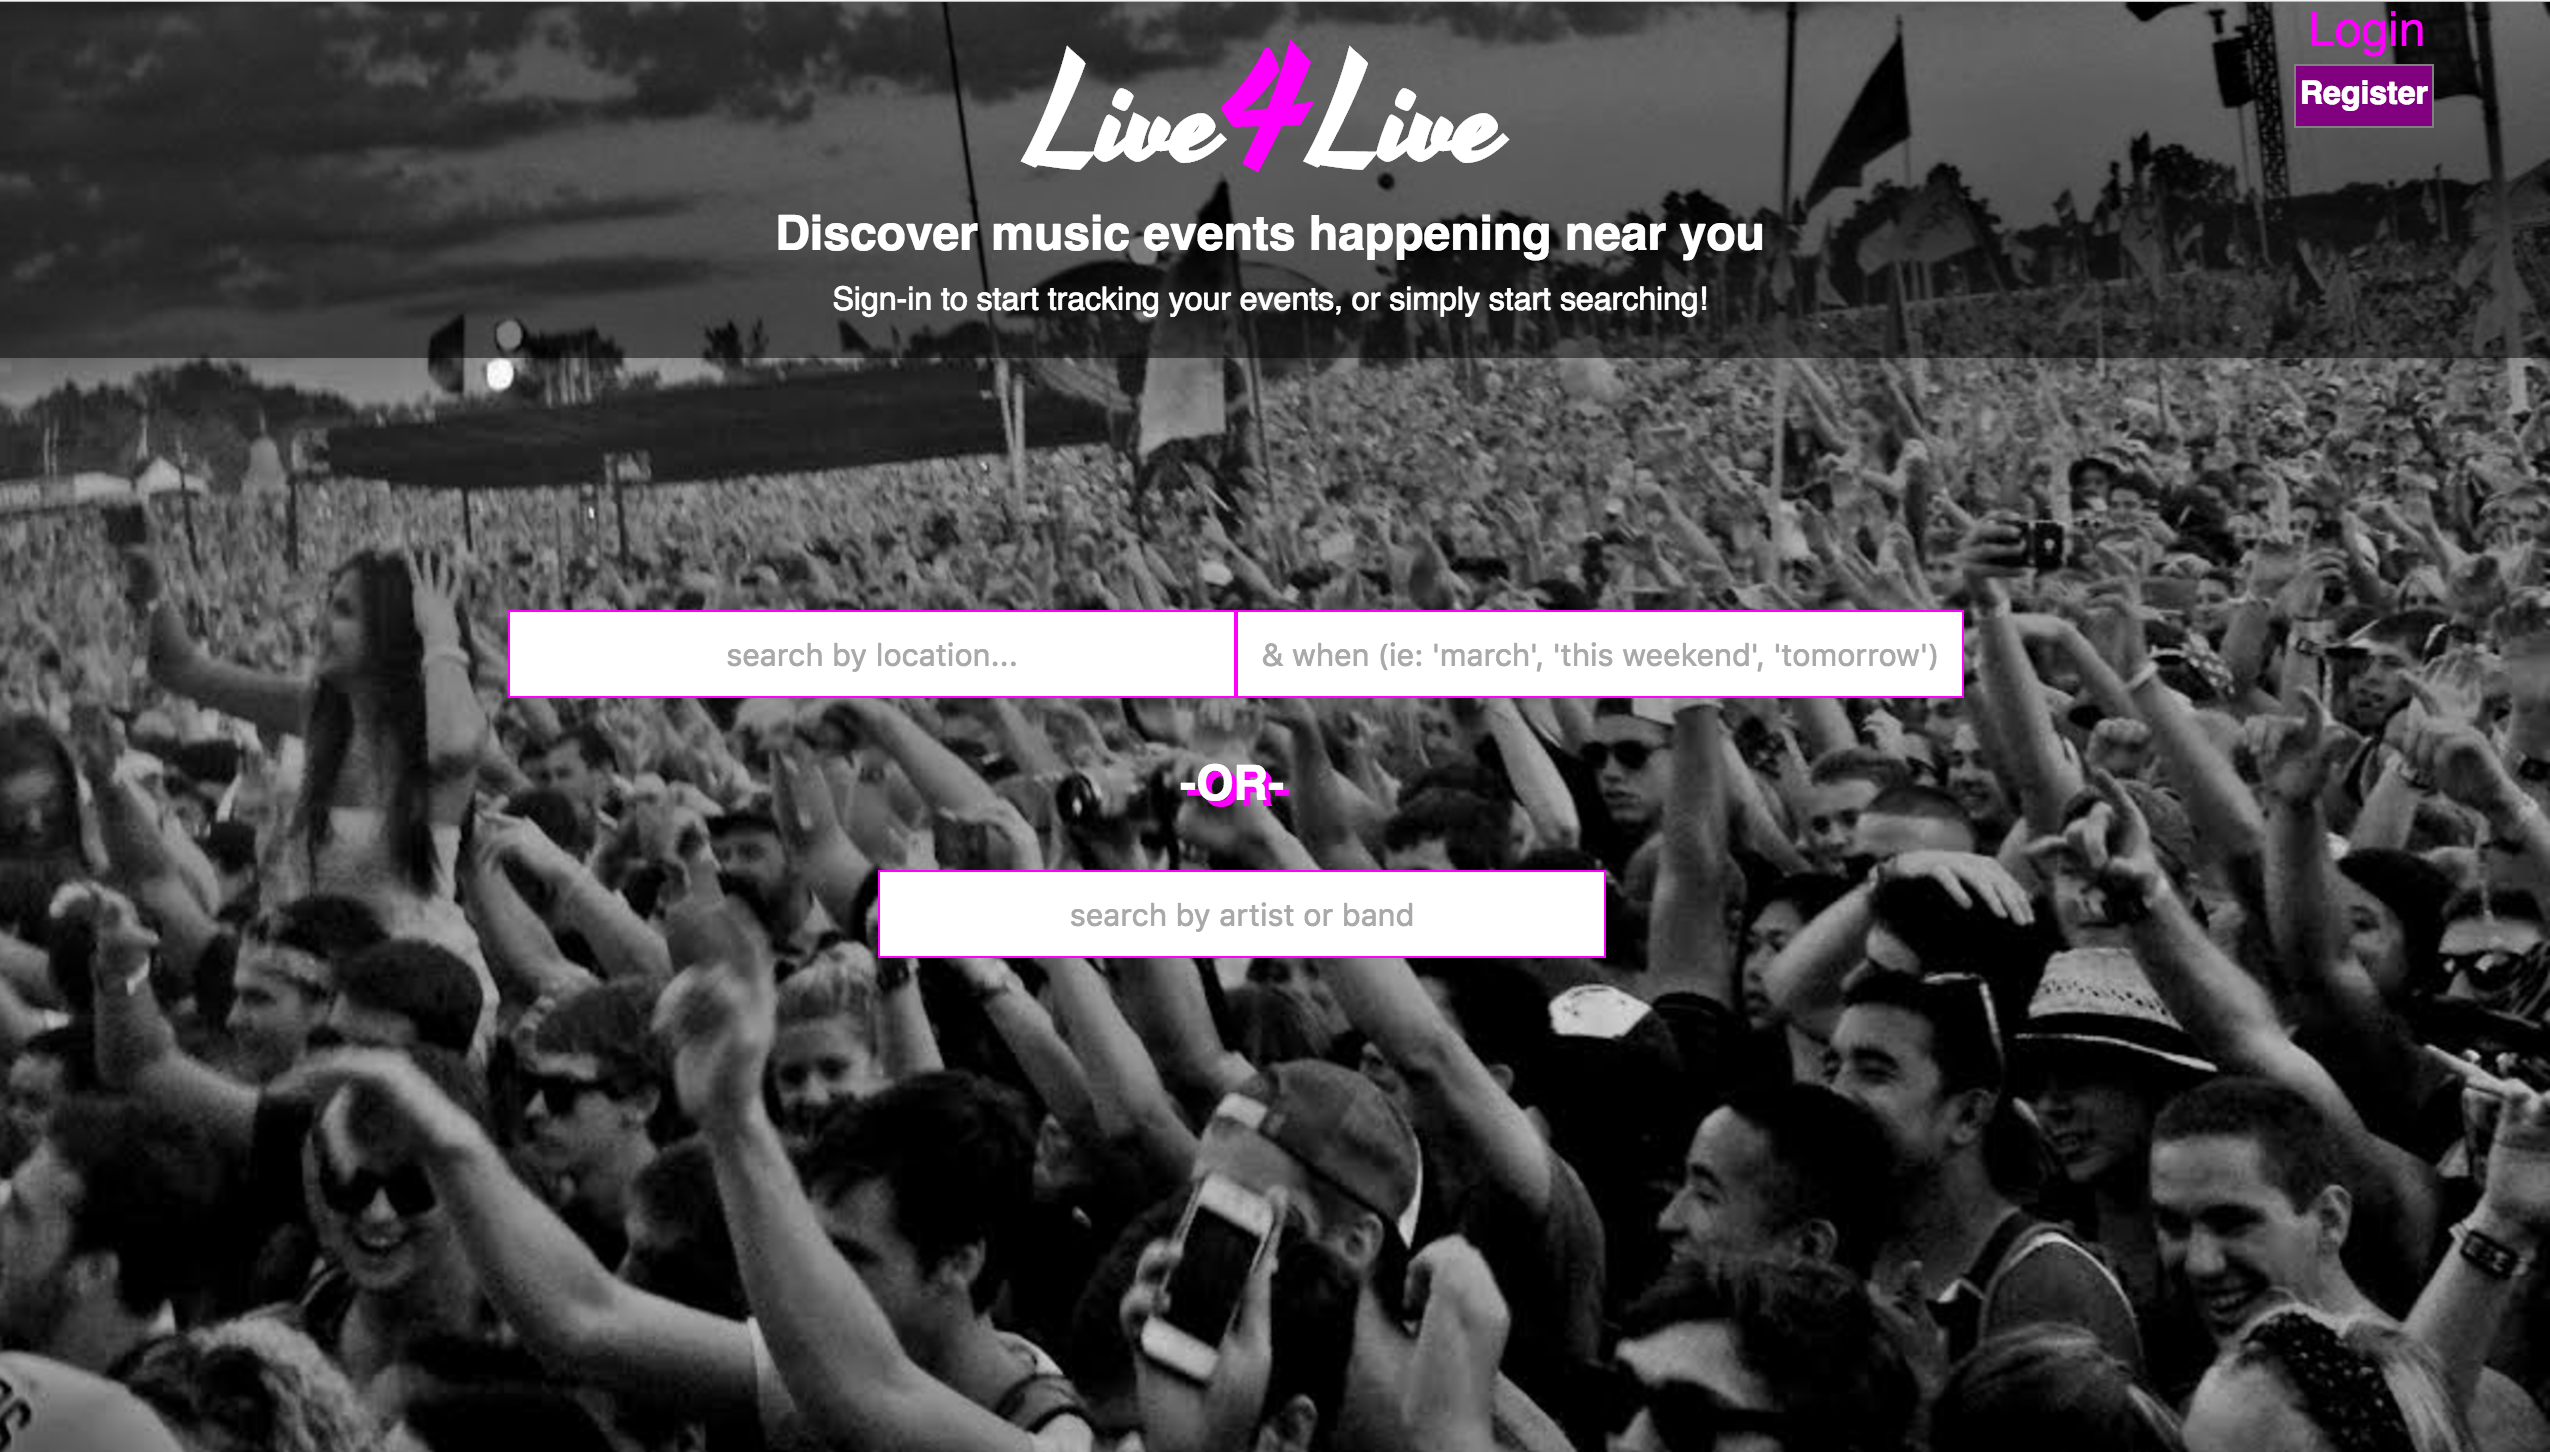 Login
Live4Live
Register
Discover music events happening near you
Sign-in to start tracking your events, or simply start searching!
search by location...
& when (ie: 'march', 'this weekend', 'tomorrow')
-OR-
search by artist or band